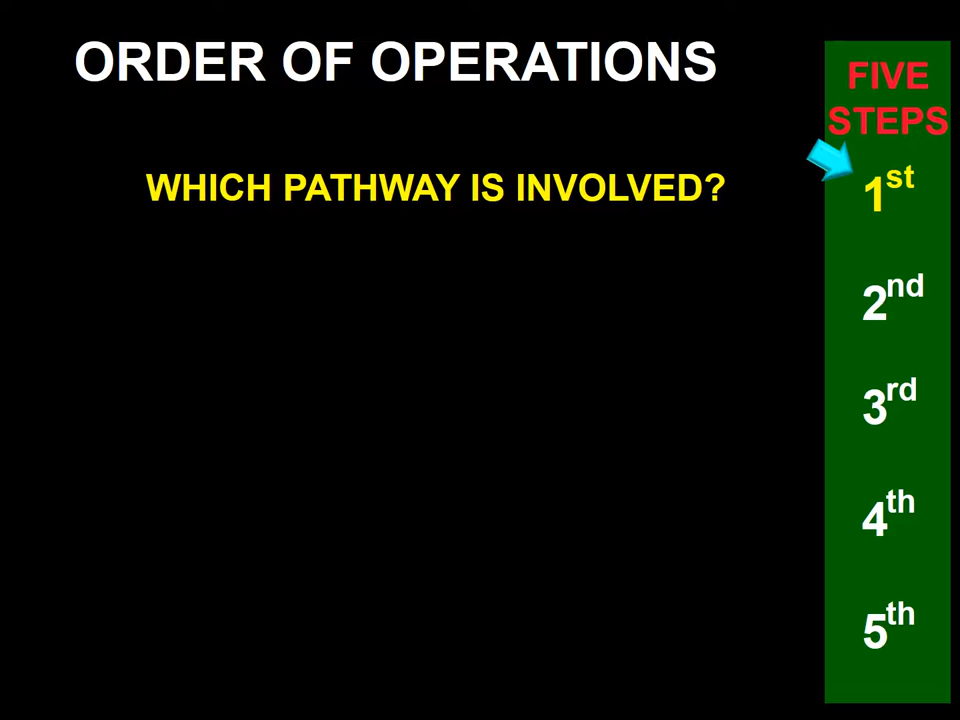 ORDER OF OPERATIONS
WHICH PATHWAY IS INVOLVED?
FIVE
STEPS
1st
2nd
3rd
4th
5th